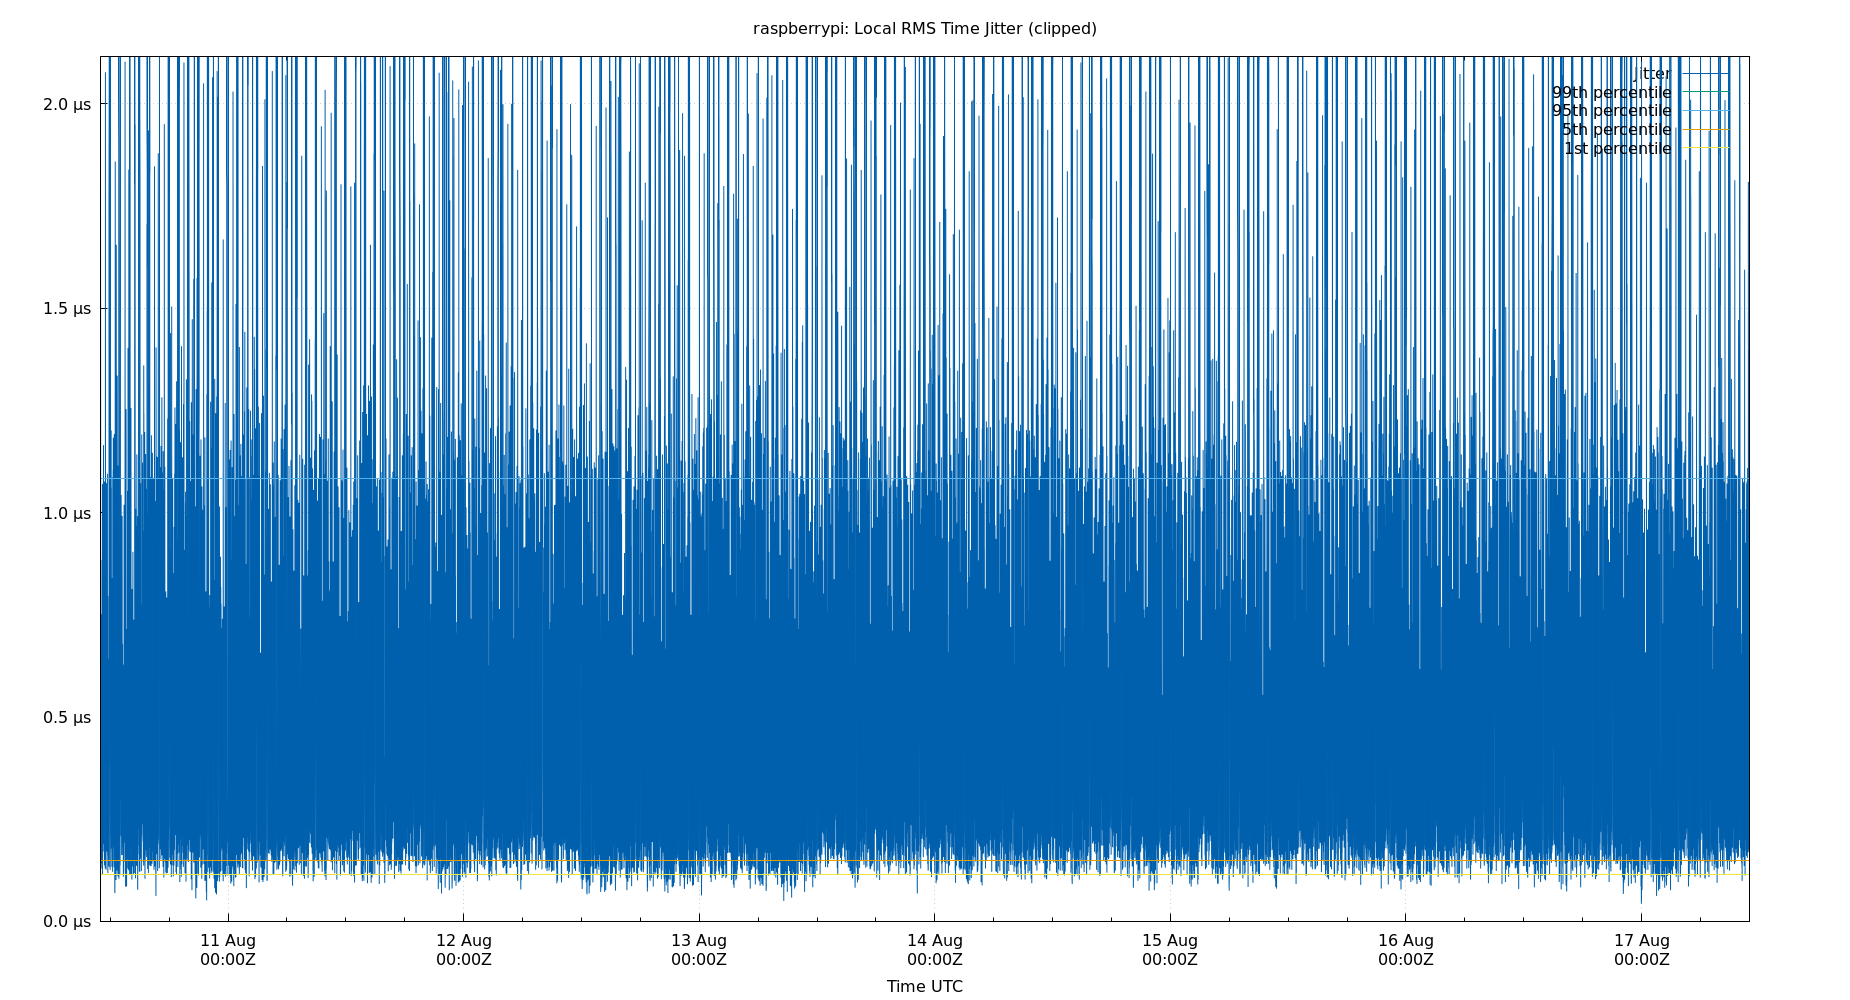 raspberrypi: Local RMS Time Jitter (clipped)
Jitter
99th percentile
95th percentile
5th percentile
1st percentile
2.0 µs
1.5 µs
1.0 µs
0.5 µs
0.0 µs
11 Aug 12 Aug 13 Aug 14 Aug 15 Aug 16 Aug 17 Aug
00:00Z 00:00Z 00:00Z 00:00Z 00:00Z 00:00Z 00:00Z
Time UTC